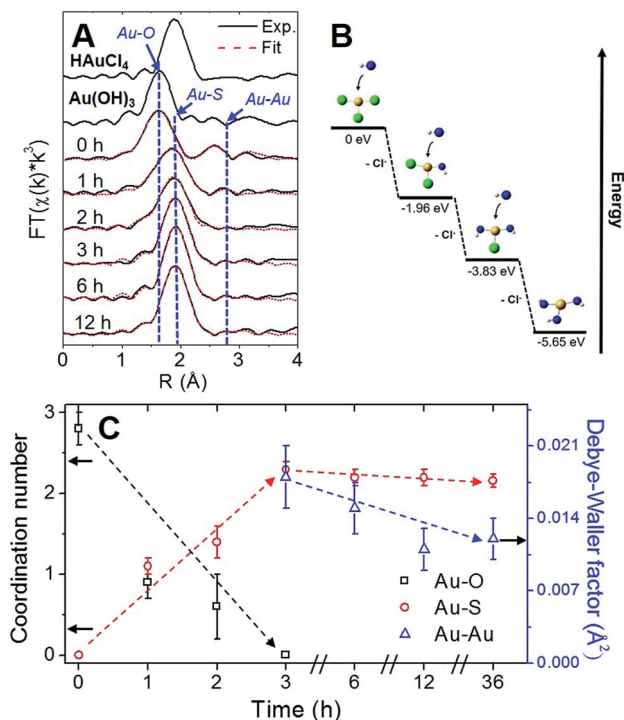 A
Exp.
Fit
Au-O
HAuCl4
Au(OH)3
Au-S
Au-Au
0 h
1 h
2 h
3 h
6 h
12 h
FT(χ(k)*k³)
0 1 2 3 4
R (Å)
B
0 eV
- Cl-
-1.96 eV
- Cl-
-3.83 eV
- Cl-
-5.65 eV
Energy
C
Coordination number
3
2
1
0
0 1 2 3 6 12 36
Time (h)
Au-O
Au-S
Au-Au
0.021
0.014
0.007
0.000
Debye-Waller factor (Å²)